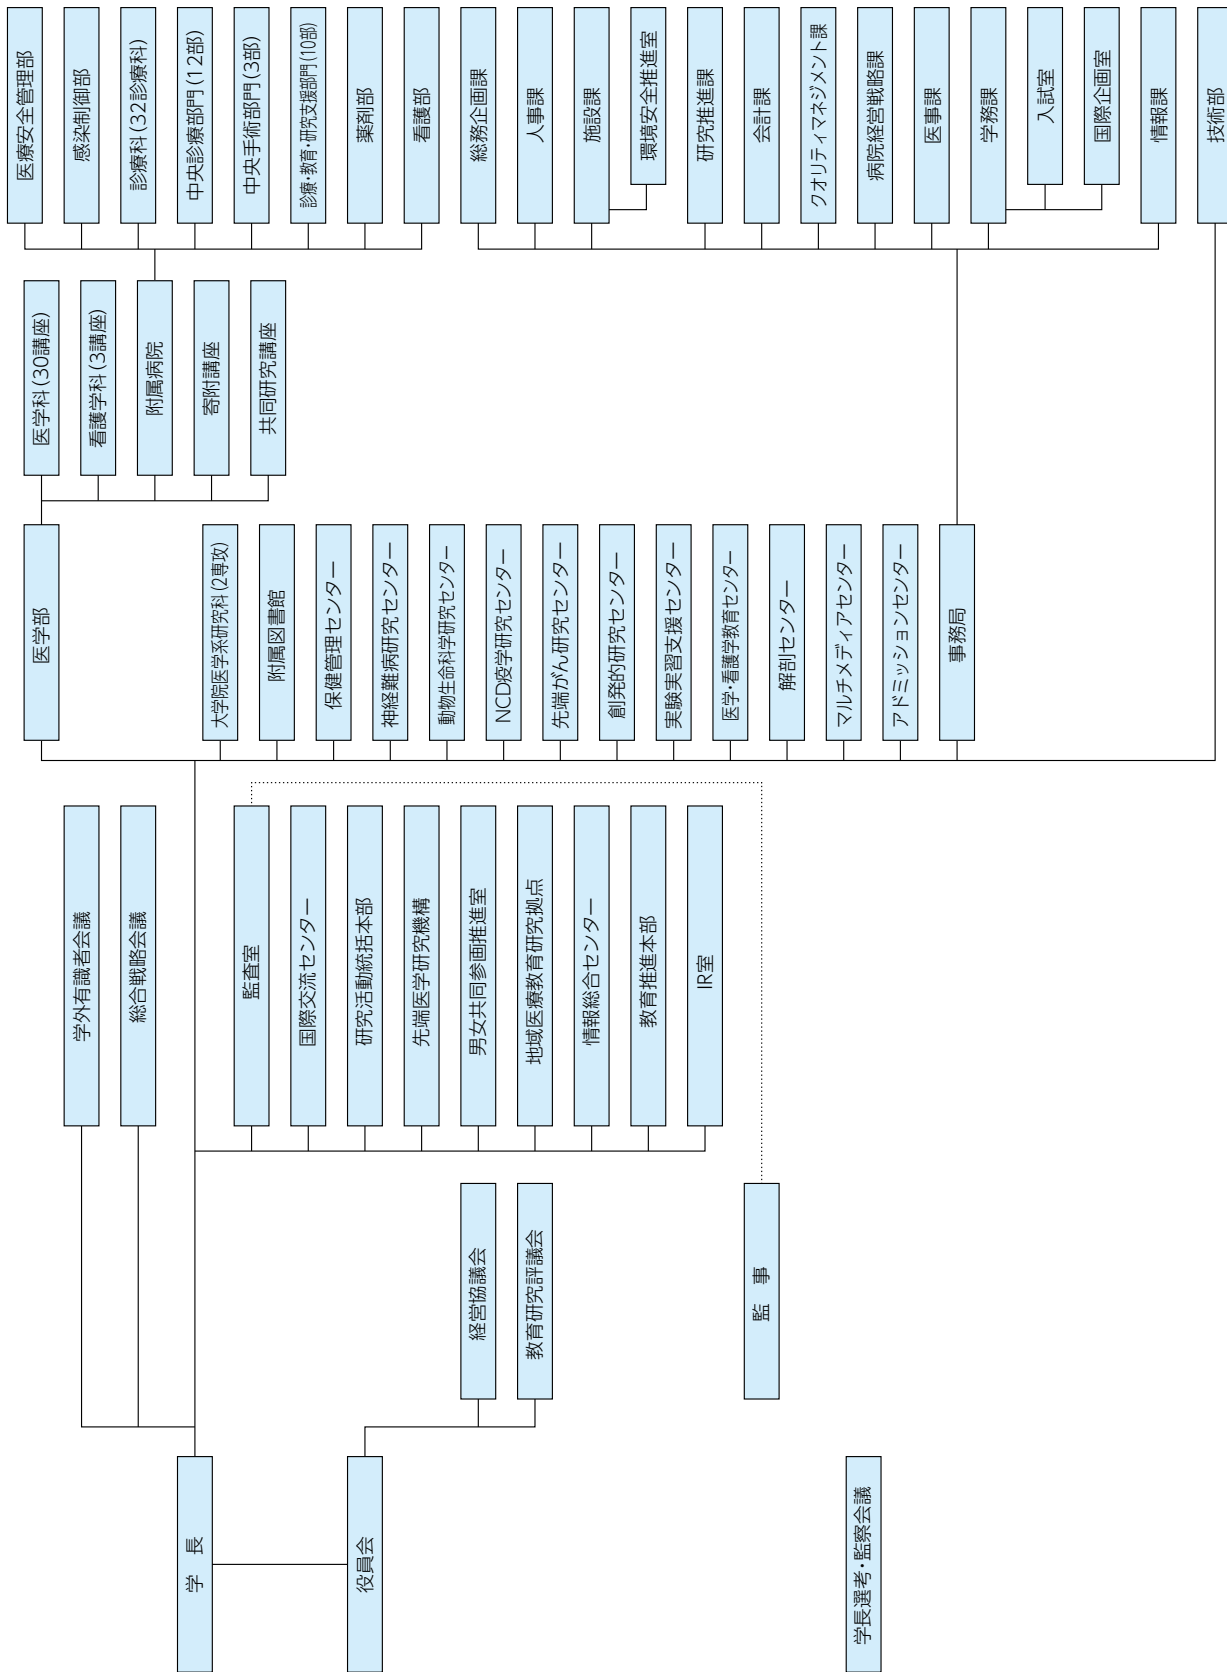 学　長
役員会
学長選考・監察会議
学外有識者会議
総合戦略会議
経営協議会
教育研究評議会
監　事
監査室
国際交流センター
研究活動統括本部
先端医学研究機構
男女共同参画推進室
地域医療教育研究拠点
情報総合センター
教育推進本部
IR室
医学部
大学院医学系研究科(2専攻)
附属図書館
保健管理センター
神経難病研究センター
動物生命科学研究センター
NCD疫学研究センター
先端がん研究センター
創発的研究センター
実験実習支援センター
医学・看護学教育センター
解剖センター
マルチメディアセンター
アドミッションセンター
事務局
医学科(30講座)
看護学科(3講座)
附属病院
寄附講座
共同研究講座
医療安全管理部
感染制御部
診療科(32診療科)
中央診療部門(12部)
中央手術部門(3部)
診療・教育・研究支援部門(10部)
薬剤部
看護部
総務企画課
人事課
施設課
環境安全推進室
研究推進課
会計課
クオリティマネジメント課
病院経営戦略課
医事課
学務課
入試室
国際企画室
情報課
技術部